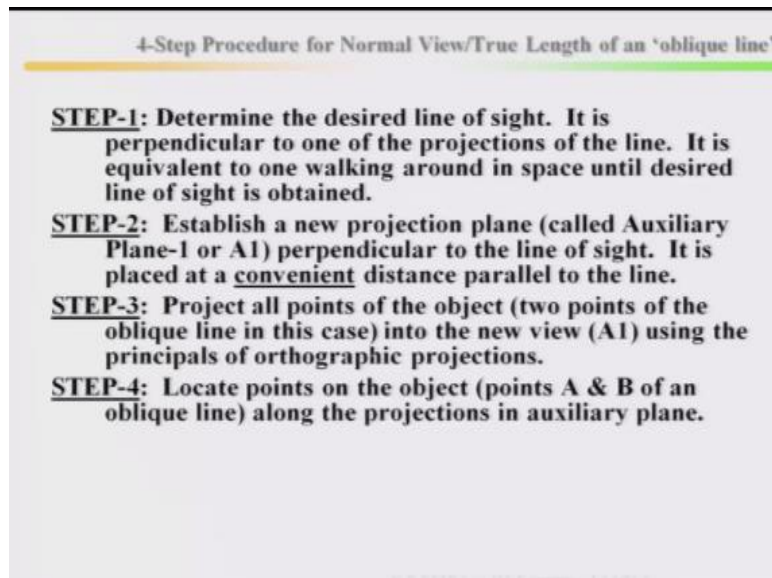 4-Step Procedure for Normal View/True Length of an ‘oblique line’
STEP-1: Determine the desired line of sight. It is
perpendicular to one of the projections of the line. It is
equivalent to one walking around in space until desired
line of sight is obtained.
STEP-2: Establish a new projection plane (called Auxiliary
Plane-1 or A1) perpendicular to the line of sight. It is
placed at a convenient distance parallel to the line.
STEP-3: Project all points of the object (two points of the
oblique line in this case) into the new view (A1) using the
principals of orthographic projections.
STEP-4: Locate points on the object (points A & B of an
oblique line) along the projections in auxiliary plane.